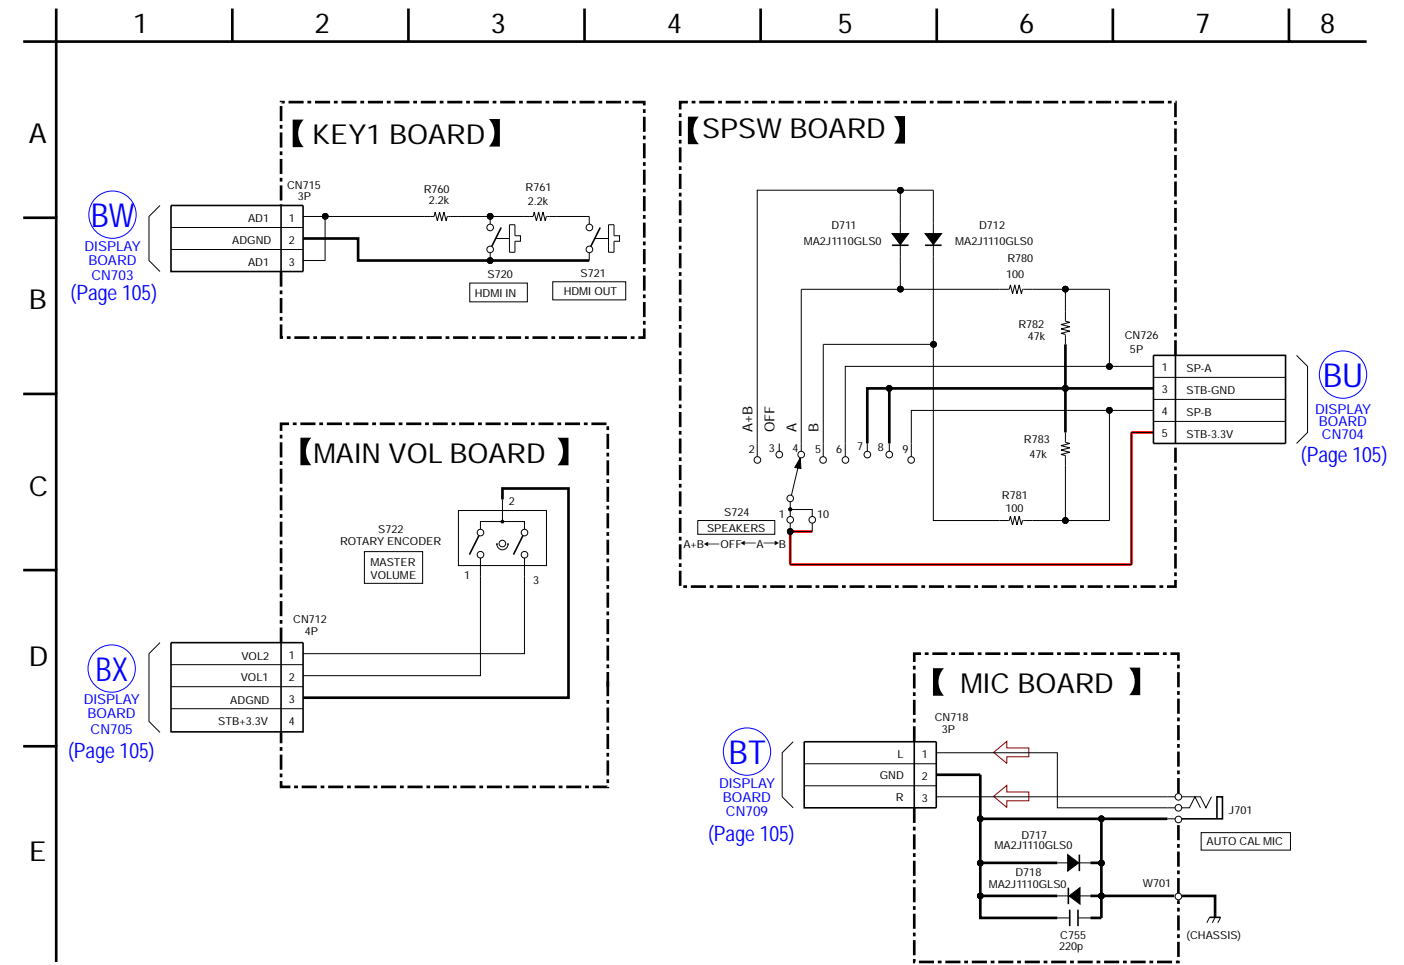 1 2 3 4 5 6 7 8
A
B
C
D
E
【 KEY1 BOARD】
CN715
3P
R760
2.2k
R761
2.2k
BW
DISPLAY
BOARD
CN703
(Page 105)
AD1 1
ADGND 2
AD1 3
S720
HDMI IN
S721
HDMI OUT
【SPSW BOARD 】
D711
MA2J1110GLS0
D712
MA2J1110GLS0
R780
100
R782
47k
CN726
5P
1 SP-A
3 STB-GND
4 SP-B
5 STB-3.3V
BU
DISPLAY
BOARD
CN704
(Page 105)
A+B
OFF
A
B
2 3 4 5 6 7 8 9
R783
47k
R781
100
S724
1 10
SPEAKERS
A+B OFF A B
【MAIN VOL BOARD 】
2
S722
ROTARY ENCODER
MASTER
VOLUME
1 3
CN712
4P
BX
DISPLAY
BOARD
CN705
(Page 105)
VOL2 1
VOL1 2
ADGND 3
STB+3.3V 4
【 MIC BOARD 】
CN718
3P
BT
DISPLAY
BOARD
CN709
(Page 105)
L 1
GND 2
R 3
J701
AUTO CAL MIC
D717
MA2J1110GLS0
D718
MA2J1110GLS0
W701
C755
220p
(CHASSIS)